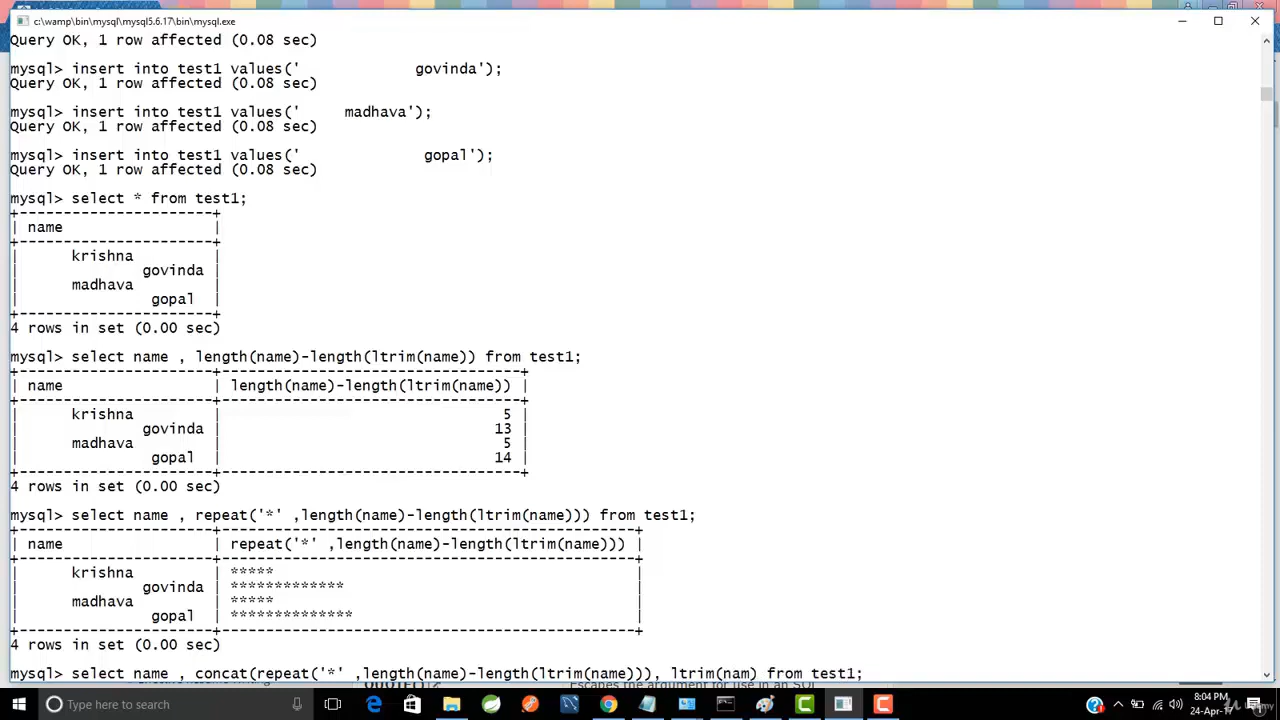 c:\wamp\bin\mysql\mysql5.6.17\bin\mysql.exe
Query OK, 1 row affected (0.08 sec)
mysql> insert into test1 values('             govinda');
Query OK, 1 row affected (0.08 sec)
mysql> insert into test1 values('     madhava');
Query OK, 1 row affected (0.08 sec)
mysql> insert into test1 values('              gopal');
Query OK, 1 row affected (0.08 sec)
mysql> select * from test1;
+----------------------+
| name                 |
+----------------------+
|      krishna         |
|              govinda |
|      madhava         |
|               gopal  |
+----------------------+
4 rows in set (0.00 sec)
mysql> select name , length(name)-length(ltrim(name)) from test1;
+----------------------+----------------------------------+
| name                 | length(name)-length(ltrim(name)) |
+----------------------+----------------------------------+
|      krishna         |                                5 |
|              govinda |                               13 |
|      madhava         |                                5 |
|               gopal  |                               14 |
+----------------------+----------------------------------+
4 rows in set (0.00 sec)
mysql> select name , repeat('*' ,length(name)-length(ltrim(name))) from test1;
+----------------------+-----------------------------------------------+
| name                 | repeat('*' ,length(name)-length(ltrim(name))) |
+----------------------+-----------------------------------------------+
|      krishna         | *****                                         |
|              govinda | *************                                 |
|      madhava         | *****                                         |
|               gopal  | **************                                |
+----------------------+-----------------------------------------------+
4 rows in set (0.00 sec)
mysql> select name , concat(repeat('*' ,length(name)-length(ltrim(name))), ltrim(nam) from test1;
Escapes the argument for use in an SQL
Type here to search
8:04 PM
24-Apr-